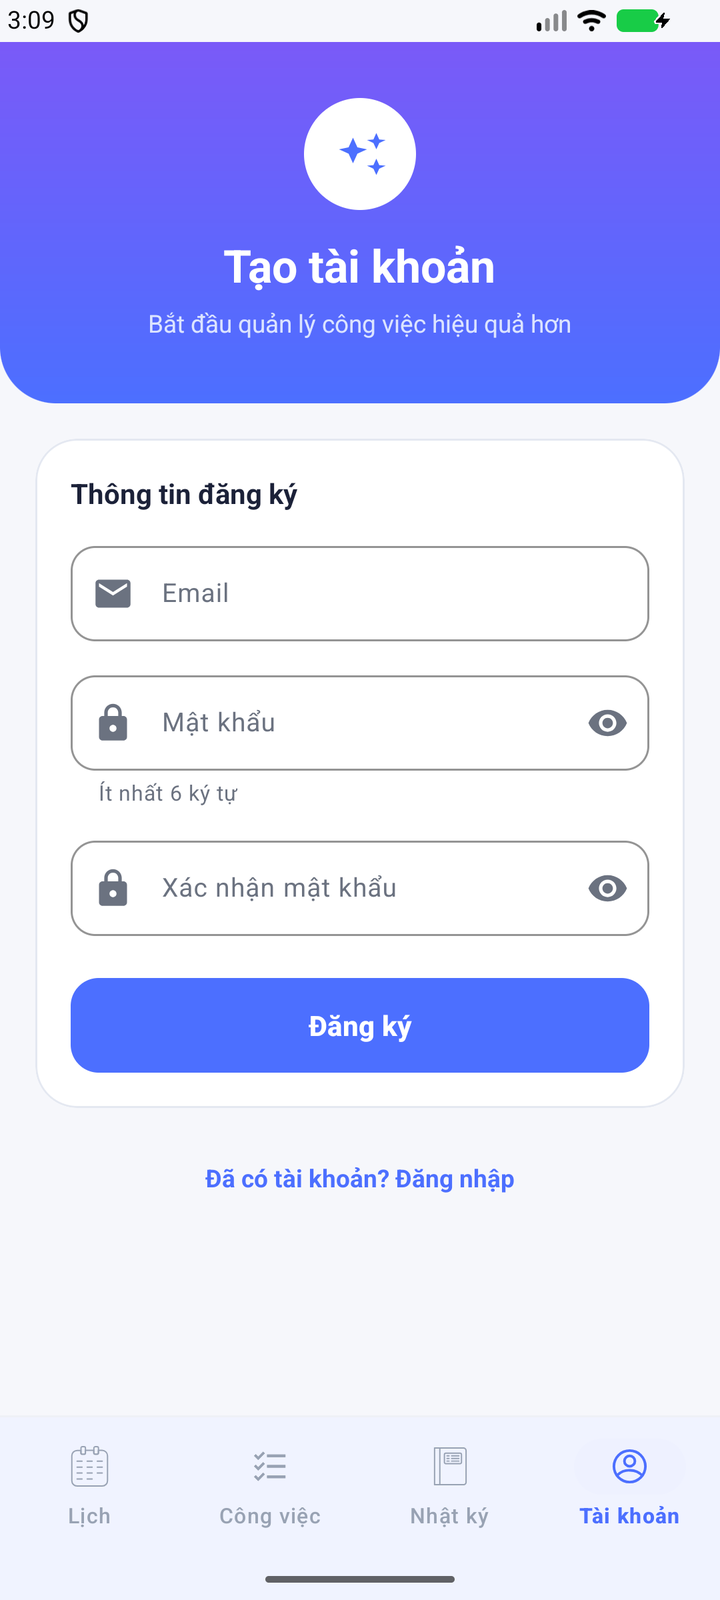 3:09
Tạo tài khoản
Bắt đầu quản lý công việc hiệu quả hơn
Thông tin đăng ký
Email
Mật khẩu
Ít nhất 6 ký tự
Xác nhận mật khẩu
Đăng ký
Đã có tài khoản? Đăng nhập
Lịch
Công việc
Nhật ký
Tài khoản